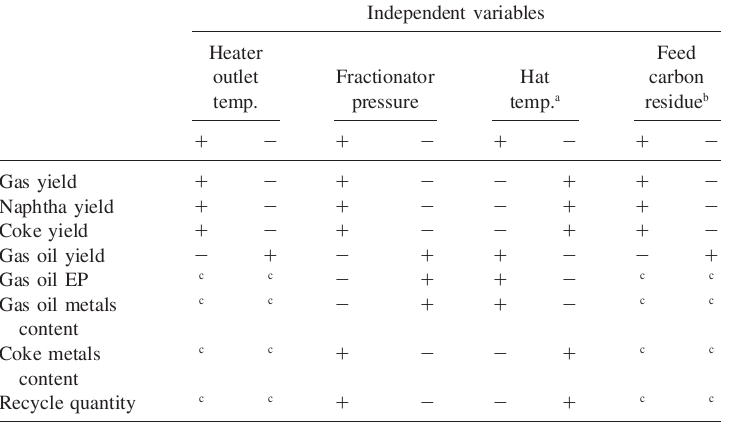 Independent variables
Heater
outlet Fractionator Hat Feed carbon
temp. pressure temp.ᵃ residueᵇ
+ − + − + − + −
Gas yield + − + − − + + −
Naphtha yield + − + − − + + −
Coke yield + − + − − + + −
Gas oil yield − + − + + − − +
Gas oil EP ᶜ ᶜ − + + − ᶜ ᶜ
Gas oil metals ᶜ ᶜ − + + − ᶜ ᶜ
content
Coke metals ᶜ ᶜ + − − + ᶜ ᶜ
content
Recycle quantity ᶜ ᶜ + − − + ᶜ ᶜ